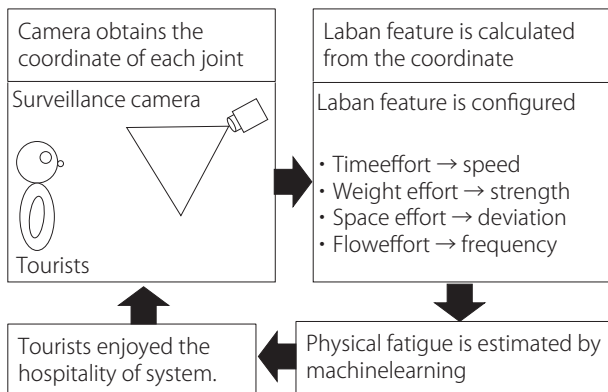 Camera obtains the
coordinate of each joint
Surveillance camera
Tourists
Laban feature is calculated
from the coordinate
Laban feature is configured
・Timeeffort → speed
・Weight effort → strength
・Space effort → deviation
・Floweffort → frequency
Physical fatigue is estimated by
machinelearning
Tourists enjoyed the
hospitality of system.